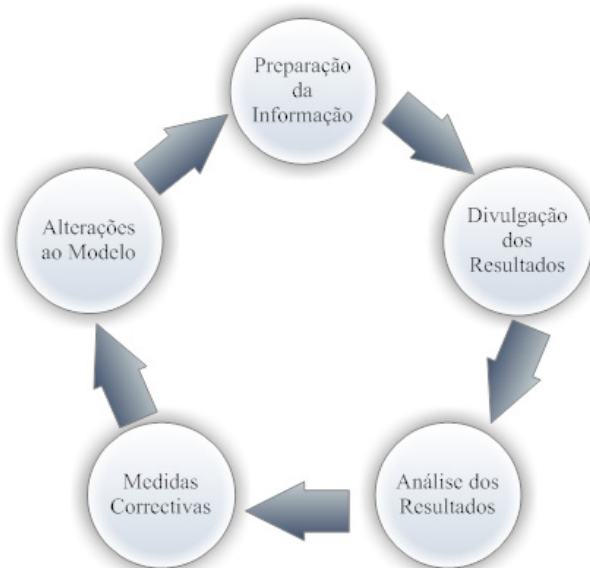 Preparação
da
Informação
Divulgação
dos
Resultados
Análise dos
Resultados
Medidas
Correctivas
Alterações
ao Modelo